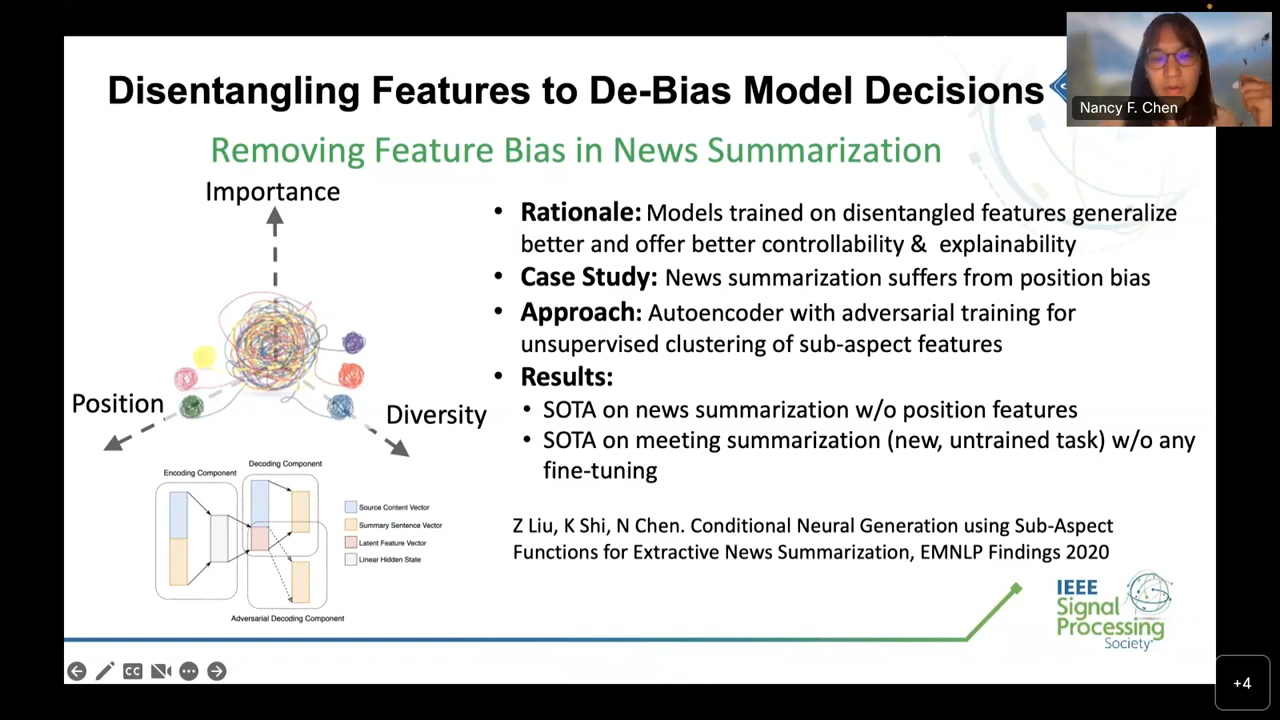 Disentangling Features to De-Bias Model Decisions
Nancy F. Chen
Removing Feature Bias in News Summarization
Importance
Position
Diversity
• Rationale: Models trained on disentangled features generalize
better and offer better controllability & explainability
• Case Study: News summarization suffers from position bias
• Approach: Autoencoder with adversarial training for
unsupervised clustering of sub-aspect features
• Results:
• SOTA on news summarization w/o position features
• SOTA on meeting summarization (new, untrained task) w/o any
fine-tuning
Encoding Component
Decoding Component
Source Content Vector
Summary Sentence Vector
Latent Feature Vector
Linear Hidden State
Adversarial Decoding Component
Z Liu, K Shi, N Chen. Conditional Neural Generation using Sub-Aspect
Functions for Extractive News Summarization, EMNLP Findings 2020
IEEE
Signal
Processing
Society
CC
+4